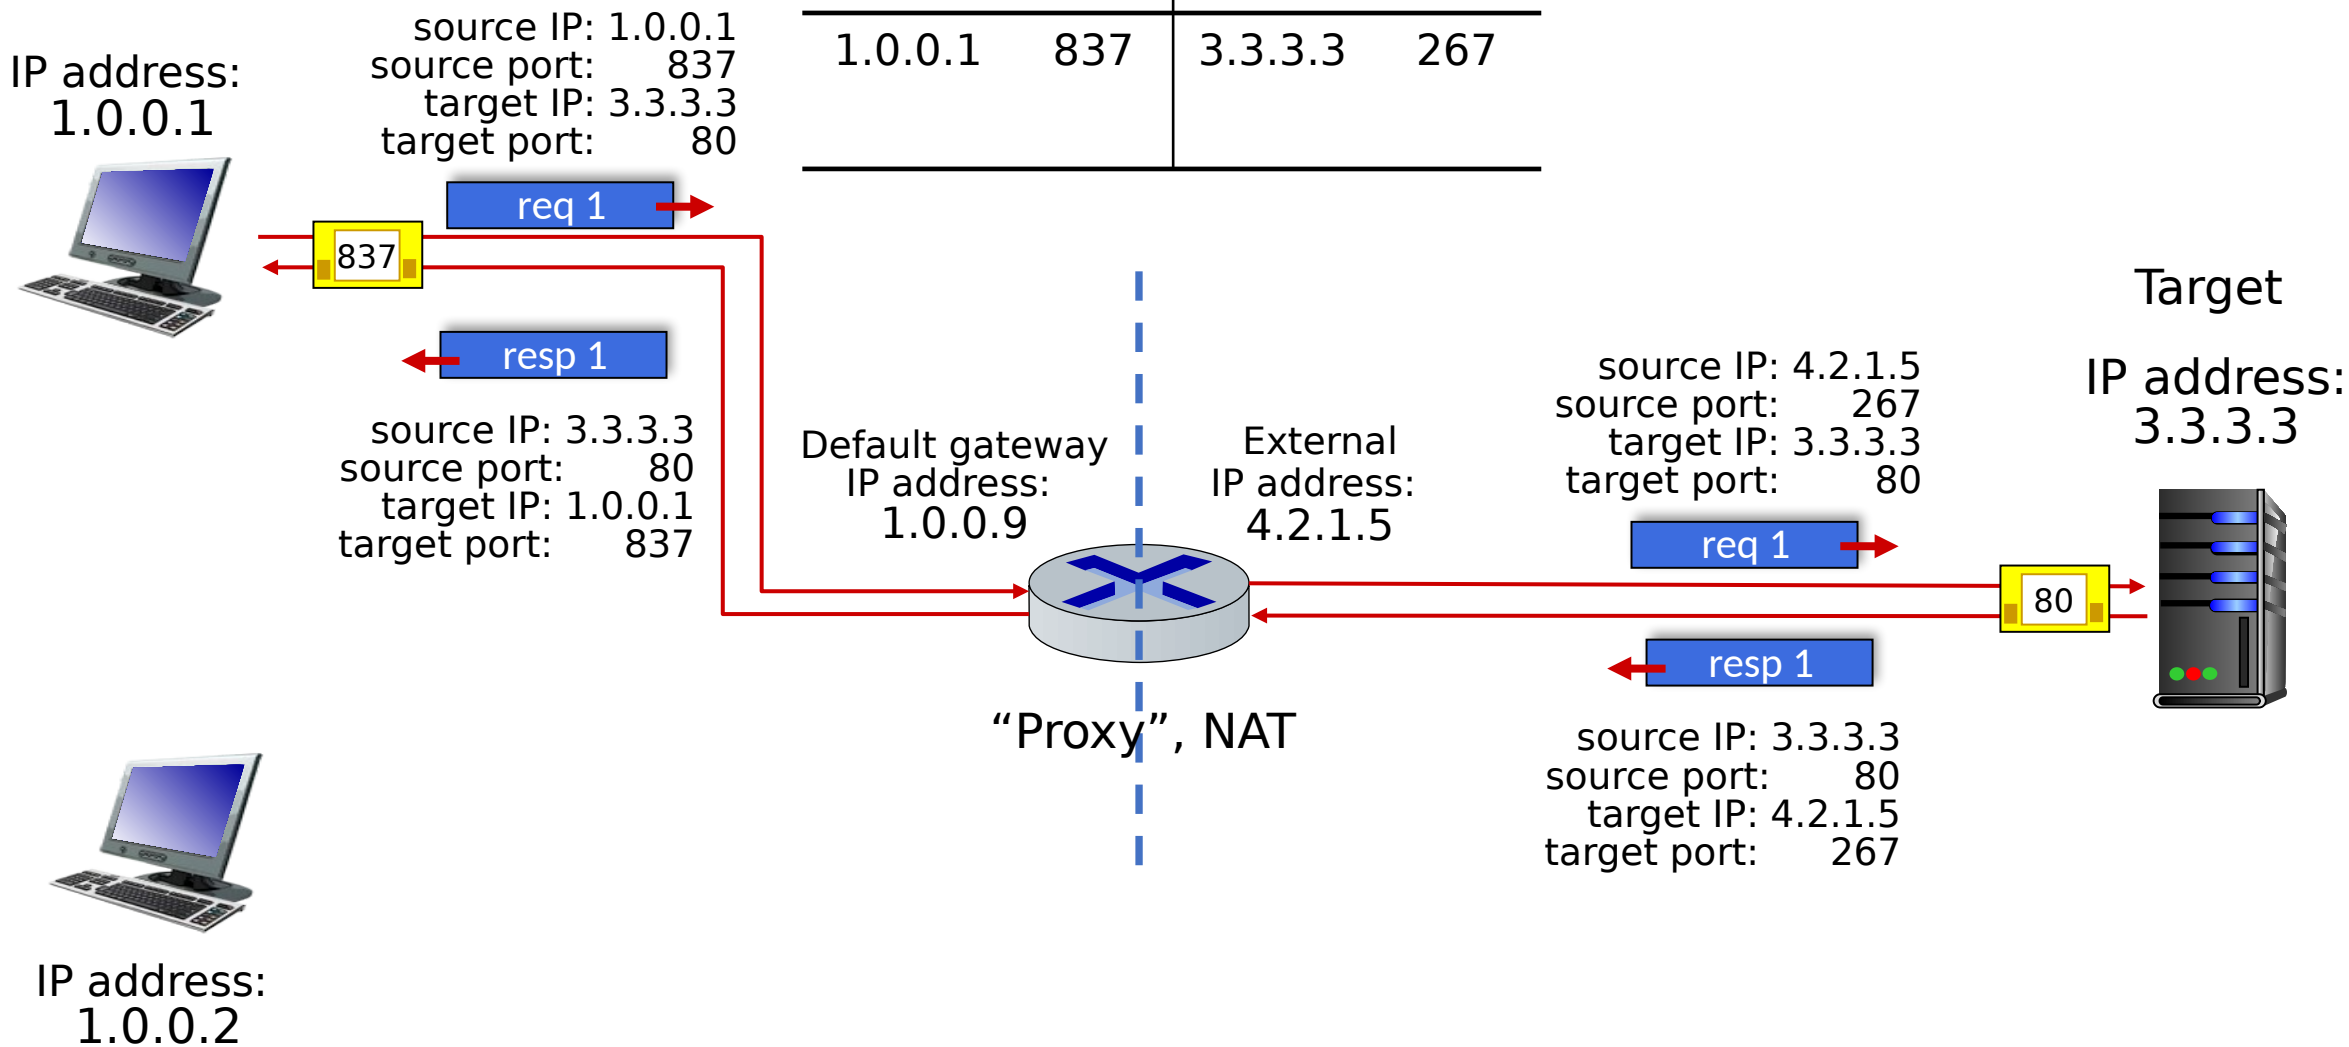 source IP: 1.0.0.1
source port: 837
target IP: 3.3.3.3
target port: 80
1.0.0.1 837 3.3.3.3 267
IP address:
1.0.0.1
req 1
837
resp 1
source IP: 3.3.3.3
source port: 80
target IP: 1.0.0.1
target port: 837
Default gateway
IP address:
1.0.0.9
External
IP address:
4.2.1.5
“Proxy”, NAT
Target
IP address:
3.3.3.3
source IP: 4.2.1.5
source port: 267
target IP: 3.3.3.3
target port: 80
req 1
80
resp 1
source IP: 3.3.3.3
source port: 80
target IP: 4.2.1.5
target port: 267
IP address:
1.0.0.2